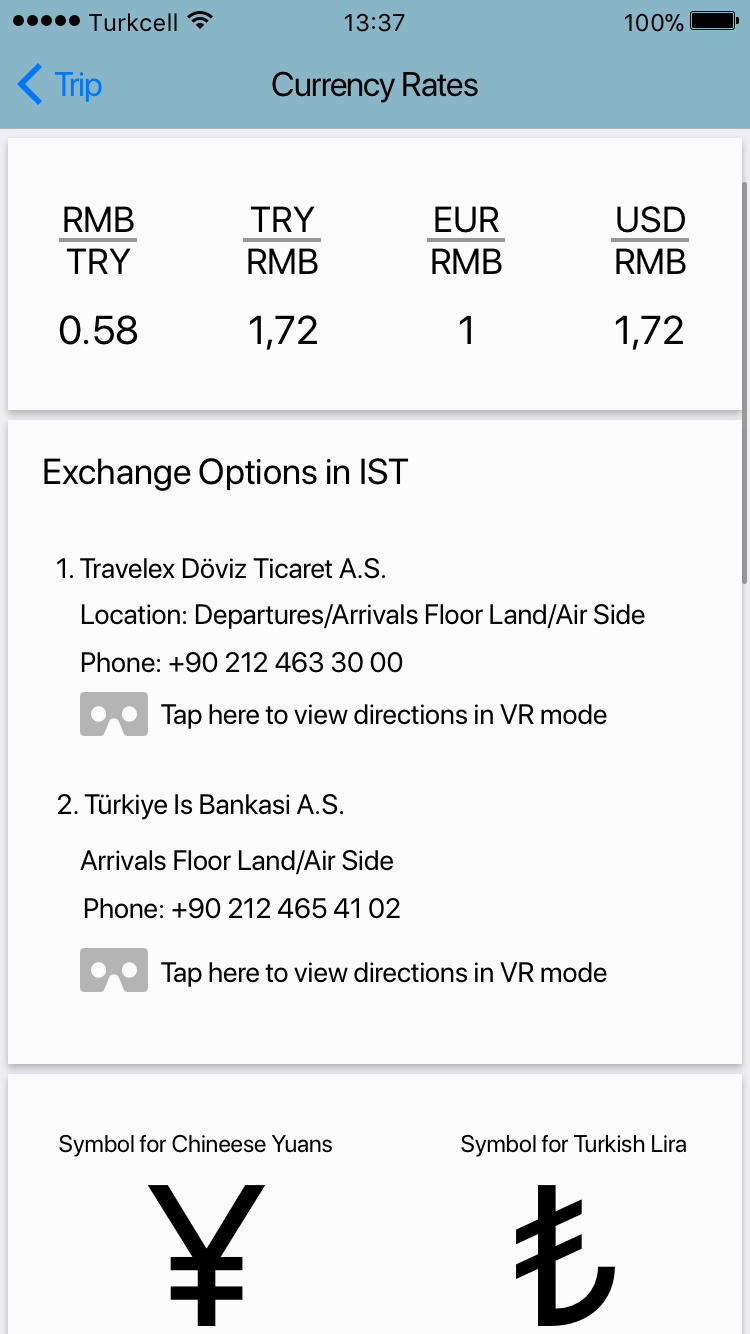 Turkcell 13:37 100%
Trip Currency Rates
RMB TRY EUR USD
TRY RMB RMB RMB
0.58 1,72 1 1,72
Exchange Options in IST
1. Travelex Döviz Ticaret A.S.
Location: Departures/Arrivals Floor Land/Air Side
Phone: +90 212 463 30 00
Tap here to view directions in VR mode
2. Türkiye Is Bankasi A.S.
Arrivals Floor Land/Air Side
Phone: +90 212 465 41 02
Tap here to view directions in VR mode
Symbol for Chineese Yuans Symbol for Turkish Lira
¥ ₺